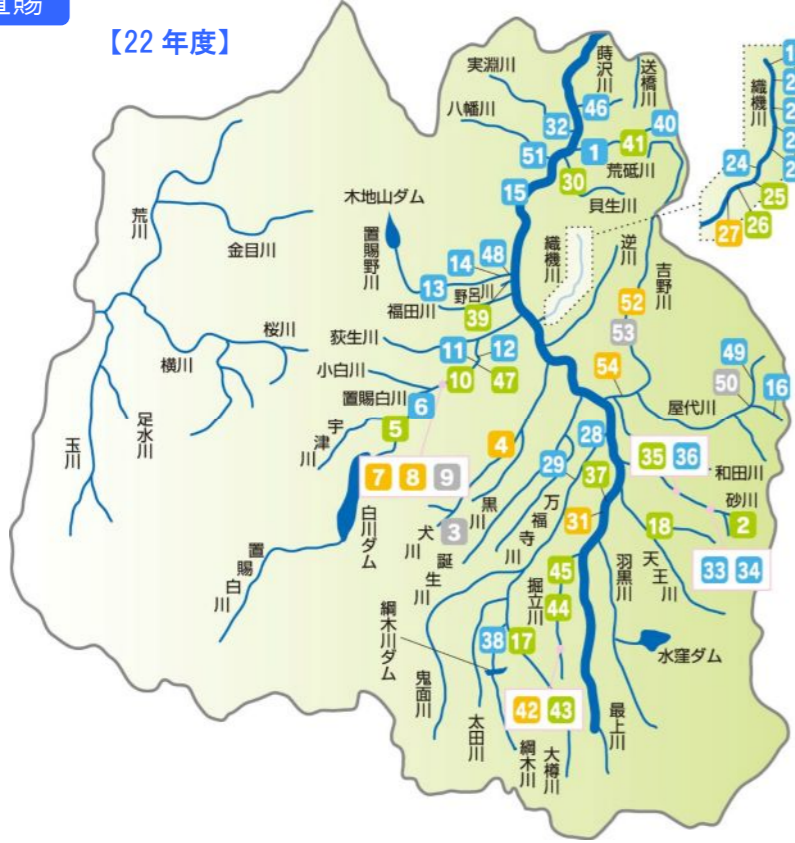 置賜
【22 年度】
実淵川
蒔沢川
送橋川
八幡川
46
32
40
41
1
51
30
荒砥川
貝生川
15
織機川
24
25
26
27
木地山ダム
荒川
金目川
置賜野川
14
48
13
野呂川
福田川
39
織機川
逆川
吉野川
52
53
54
桜川
横川
荻生川
11
12
小白川
10
47
置賜白川
6
5
宇津川
49
50
16
屋代川
玉川
足水川
7 8 9
4
28
29
37
35 36
和田川
砂川
2
白川ダム
3
犬川
黒川
誕生川
万福寺川
31
18
33 34
置賜白川
45
44
掘立川
羽黒川
天王川
綱木川ダム
38
17
水窪ダム
鬼面川
太田川
42 43
綱木川
大樽川
最上川